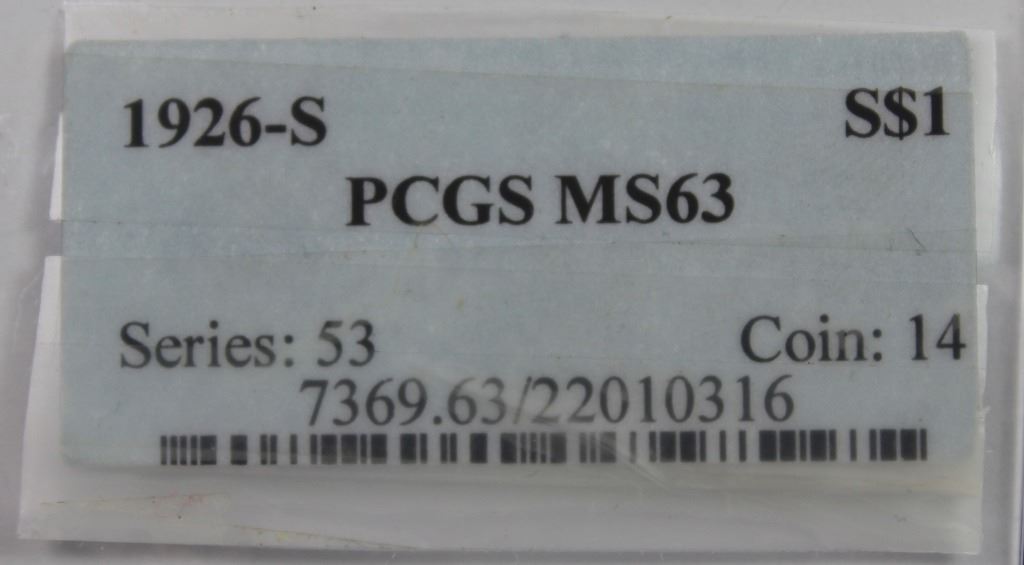 1926-S S$1
PCGS MS63
Series: 53 Coin: 14
7369.63/22010316